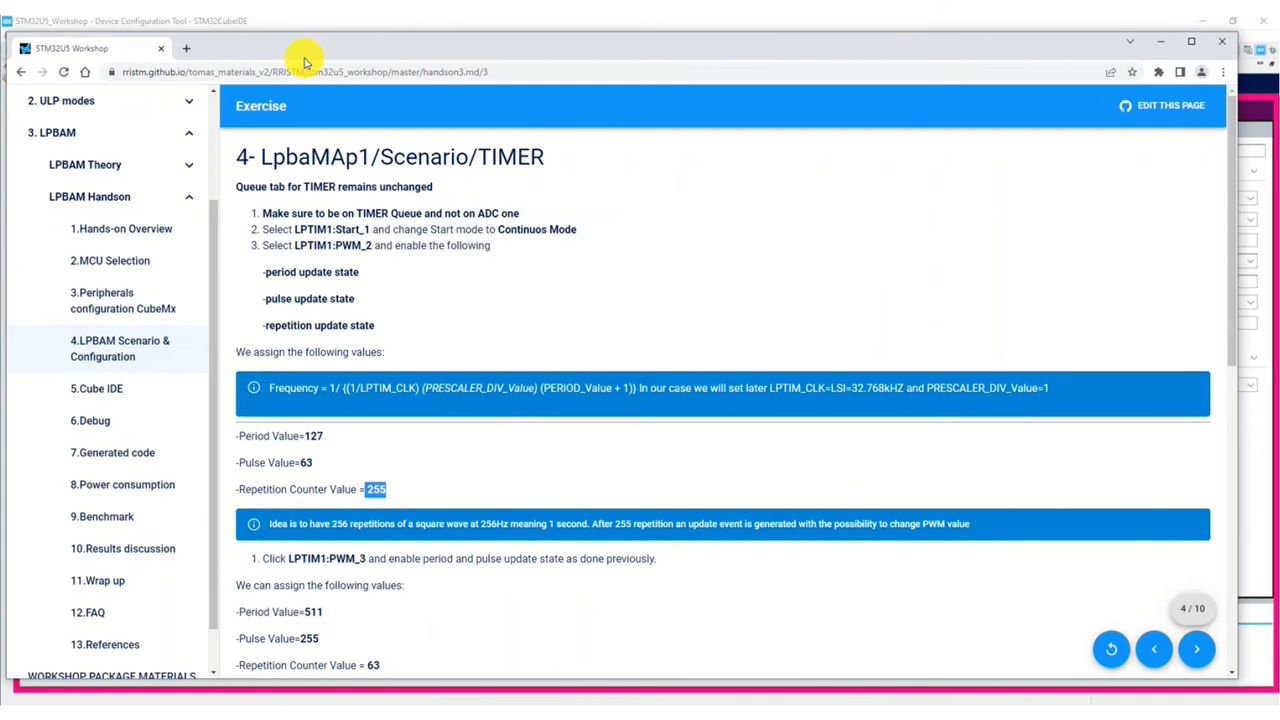 IDE STM32U5_Workshop - Device Configuration Tool - STM32CubeIDE
STM32U5 Workshop
2. ULP modes
3. LPBAM
LPBAM Theory
LPBAM Handson
1.Hands-on Overview
2.MCU Selection
3.Peripherals
configuration CubeMx
4.LPBAM Scenario &
Configuration
5.Cube IDE
6.Debug
7.Generated code
8.Power consumption
9.Benchmark
10.Results discussion
11.Wrap up
12.FAQ
13.References
WORKSHOP PACKAGE MATERIALS
Exercise
EDIT THIS PAGE
4- LpbaMAp1/Scenario/TIMER
Queue tab for TIMER remains unchanged
1. Make sure to be on TIMER Queue and not on ADC one
2. Select LPTIM1:Start_1 and change Start mode to Continuos Mode
3. Select LPTIM1:PWM_2 and enable the following
-period update state
-pulse update state
-repetition update state
We assign the following values:
Frequency = 1/ {(1/LPTIM_CLK) (PRESCALER_DIV_Value) (PERIOD_Value + 1)} In our case we will set later LPTIM_CLK=LSI=32.768kHZ and PRESCALER_DIV_Value=1
-Period Value=127
-Pulse Value=63
-Repetition Counter Value = 255
Idea is to have 256 repetitions of a square wave at 256Hz meaning 1 second. After 255 repetition an update event is generated with the possibility to change PWM value
1. Click LPTIM1:PWM_3 and enable period and pulse update state as done previously.
We can assign the following values:
-Period Value=511
-Pulse Value=255
-Repetition Counter Value = 63
4 / 10